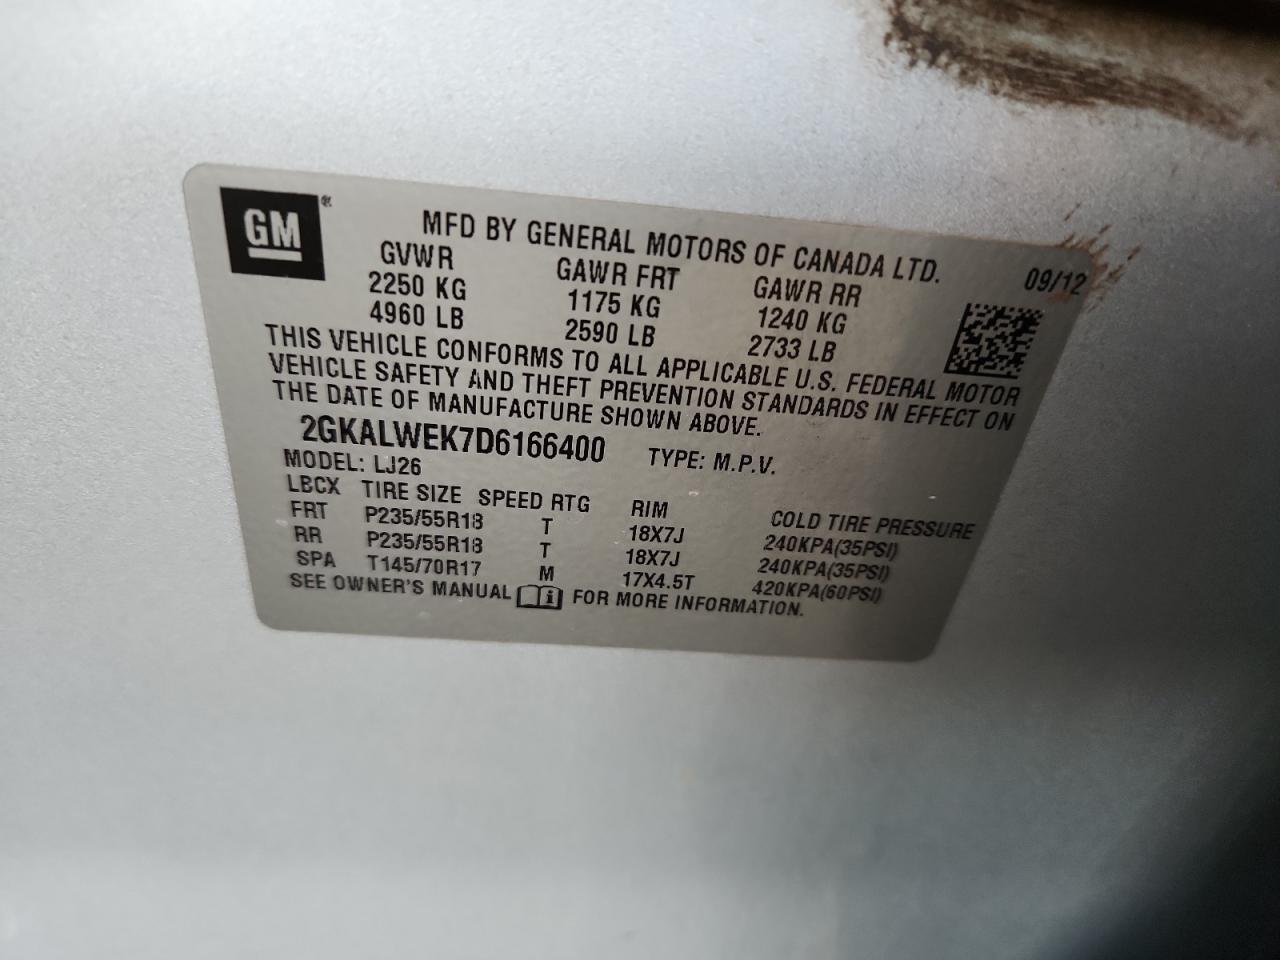 GM®
MFD BY GENERAL MOTORS OF CANADA LTD.
GVWR GAWR FRT GAWR RR 09/12
2250 KG 1175 KG 1240 KG
4960 LB 2590 LB 2733 LB
THIS VEHICLE CONFORMS TO ALL APPLICABLE U.S. FEDERAL MOTOR
VEHICLE SAFETY AND THEFT PREVENTION STANDARDS IN EFFECT ON
THE DATE OF MANUFACTURE SHOWN ABOVE.
2GKALWEK7D6166400 TYPE: M.P.V.
MODEL: LJ26
LBCX TIRE SIZE SPEED RTG RIM COLD TIRE PRESSURE
FRT P235/55R18 T 18X7J 240KPA(35PSI)
RR P235/55R18 T 18X7J 240KPA(35PSI)
SPA T145/70R17 M 17X4.5T 420KPA(60PSI)
SEE OWNER'S MANUAL i FOR MORE INFORMATION.